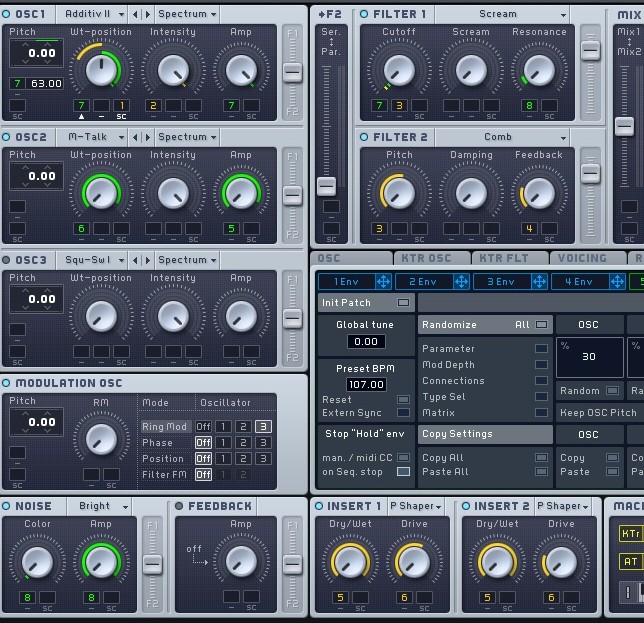 OSC1 Additiv II Spectrum
Pitch Wt-position Intensity Amp F1
0.00
7 63.00
7 1 2 7
SC SC SC SC F2
→F2
Ser.
Par.
SC
FILTER 1 Scream
Cutoff Scream Resonance
7 3 8
SC SC SC
MIX
Mix1
Mix2
SC
OSC2 M-Talk Spectrum
Pitch Wt-position Intensity Amp F1
0.00
6 5
SC SC SC SC F2
FILTER 2 Comb
Pitch Damping Feedback
3 4
SC SC SC
OSC3 Squ-Sw I Spectrum
Pitch Wt-position Intensity Amp F1
0.00
SC SC SC SC F2
OSC KTR OSC KTR FLT VOICING R
1 Env 2 Env 3 Env 4 Env 5
Init Patch
Global tune
0.00
Preset BPM
107.00
Reset
Extern Sync
Stop "Hold" env
man. / midi CC
on Seq. stop
Randomize All
Parameter
Mod Depth
Connections
Type Sel
Matrix
Copy Settings
Copy All
Paste All
OSC
% 30 %
Random Ra
Keep OSC Pitch
OSC
Copy Co
Paste Pa
MODULATION OSC
Pitch RM Mode Oscillator
0.00
Ring Mod Off 1 2 3
Phase Off 1 2 3
Position Off 1 2 3
Filter FM Off 1 2
SC SC
NOISE Bright
Color Amp F1
8 8
SC SC F2
FEEDBACK
Amp F1
off
SC F2
INSERT 1 P Shaper
Dry/Wet Drive
5 6
SC SC
INSERT 2 P Shaper
Dry/Wet Drive
5 6
SC SC
MAC
KTr
AT